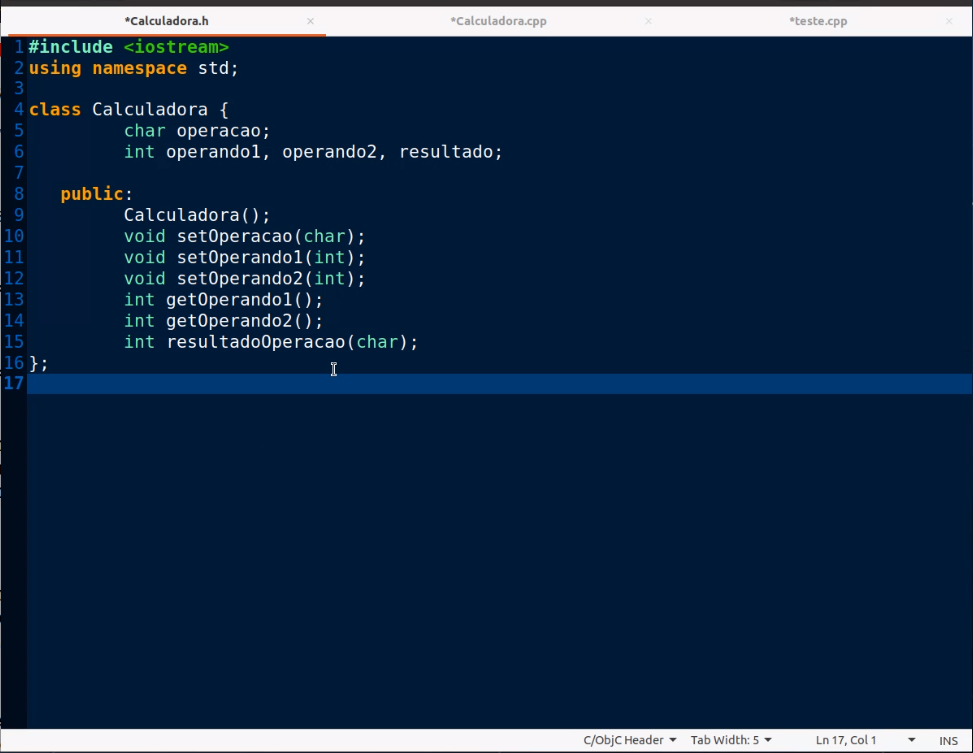 *Calculadora.h × *Calculadora.cpp × *teste.cpp ×
1 #include <iostream>
2 using namespace std;
3
4 class Calculadora {
5 char operacao;
6 int operando1, operando2, resultado;
7
8 public:
9 Calculadora();
10 void setOperacao(char);
11 void setOperando1(int);
12 void setOperando2(int);
13 int getOperando1();
14 int getOperando2();
15 int resultadoOperacao(char);
16 };
17
C/ObjC Header Tab Width: 5 Ln 17, Col 1 INS